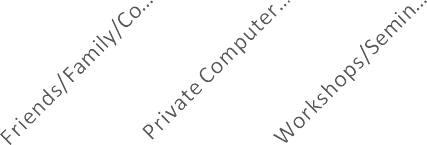 Friends/Family/Co...
Private Computer...
Workshops/Semin...